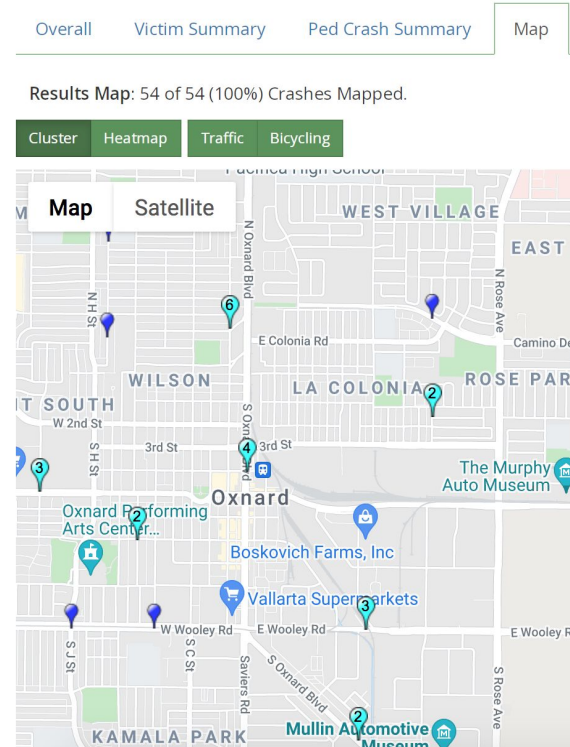 Overall
Victim Summary
Ped Crash Summary
Map
Results Map: 54 of 54 (100%) Crashes Mapped.
Cluster
Heatmap
Traffic
Bicycling
Pacifica High School
Map
Satellite
WEST VILLAGE
EAST
N Oxnard Blvd
N Rose Ave
N H St
6
E Colonia Rd
Camino De
WILSON
LA COLONIA
2
ROSE PAR
T SOUTH
W 2nd St
S Oxnard Blvd
3rd St
4
3rd St
S H St
3
The Murphy
Auto Museum
Oxnard
Oxnard Performing
Arts Center...
2
Boskovich Farms, Inc
Vallarta Supermarkets
3
W Wooley Rd
E Wooley Rd
E Wooley R
S J St
S C St
Saviers Rd
S Oxnard Blvd
S Rose Ave
2
Mullin Automotive
Museum
KAMALA PARK